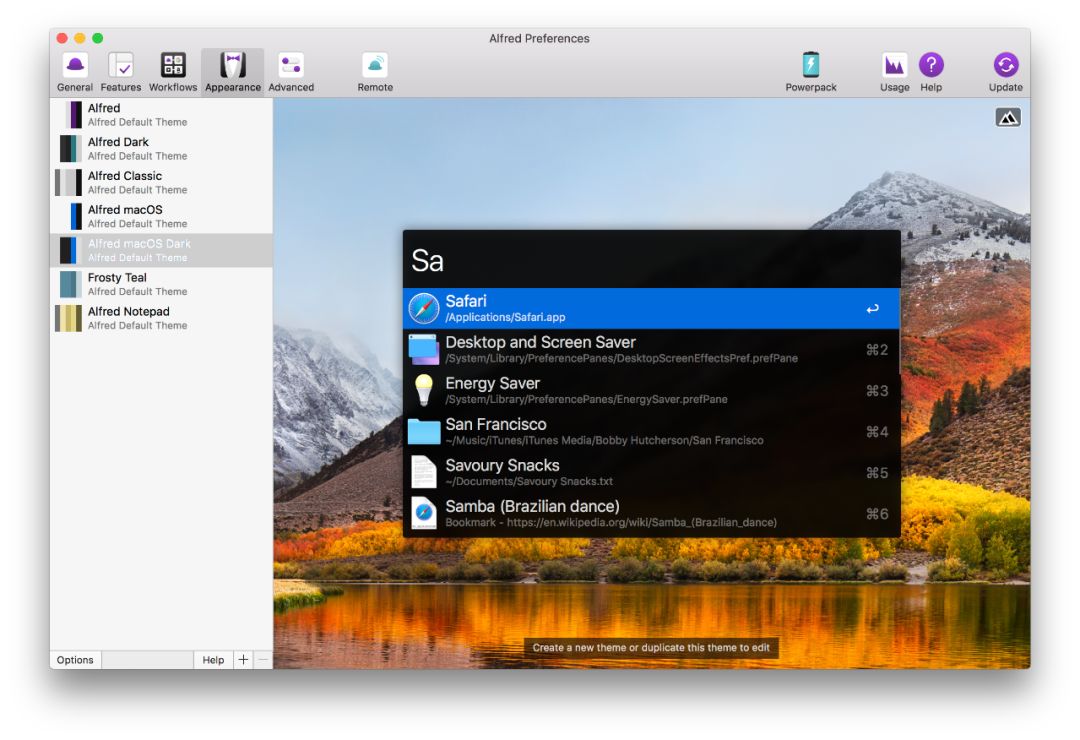 Alfred Preferences
General Features Workflows Appearance Advanced Remote Powerpack Usage Help Update
Alfred
Alfred Default Theme
Alfred Dark
Alfred Default Theme
Alfred Classic
Alfred Default Theme
Alfred macOS
Alfred Default Theme
Alfred macOS Dark
Alfred Default Theme
Frosty Teal
Alfred Default Theme
Alfred Notepad
Alfred Default Theme
Sa
Safari
/Applications/Safari.app
Desktop and Screen Saver
/System/Library/PreferencePanes/DesktopScreenEffectsPref.prefPane
⌘2
Energy Saver
/System/Library/PreferencePanes/EnergySaver.prefPane
⌘3
San Francisco
~/Music/iTunes/iTunes Media/Bobby Hutcherson/San Francisco
⌘4
Savoury Snacks
~/Documents/Savoury Snacks.txt
⌘5
Samba (Brazilian dance)
Bookmark - https://en.wikipedia.org/wiki/Samba_(Brazilian_dance)
⌘6
Create a new theme or duplicate this theme to edit
Options Help + −